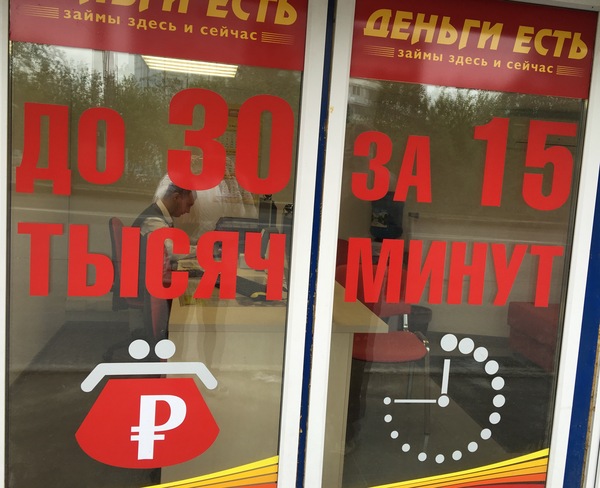 ДЕНЬГИ ЕСТЬ
займы здесь и сейчас
ДО 30
ТЫСЯЧ
₽
ДЕНЬГИ ЕСТЬ
займы здесь и сейчас
ЗА 15
МИНУТ